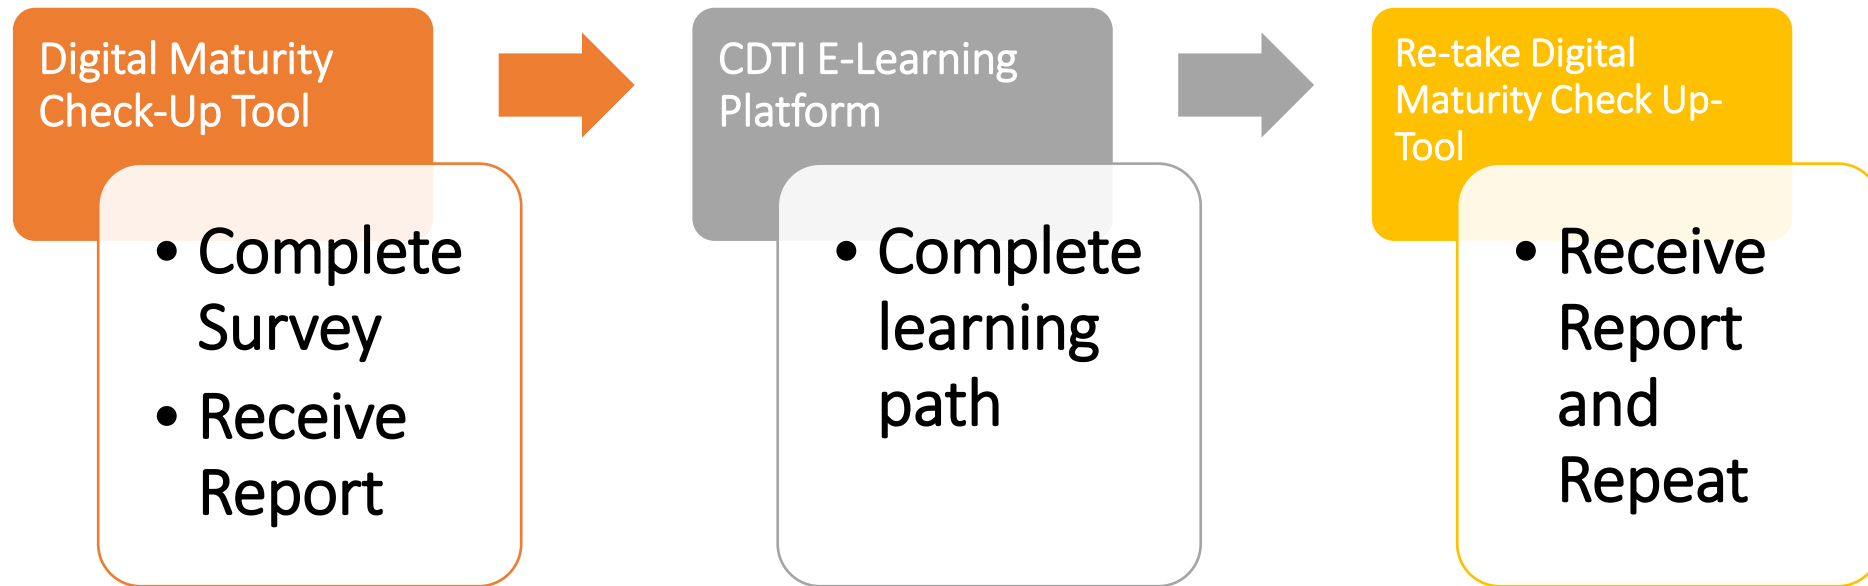 Digital Maturity
Check-Up Tool
• Complete
Survey
• Receive
Report
CDTI E-Learning
Platform
• Complete
learning
path
Re-take Digital
Maturity Check Up-
Tool
• Receive
Report
and
Repeat